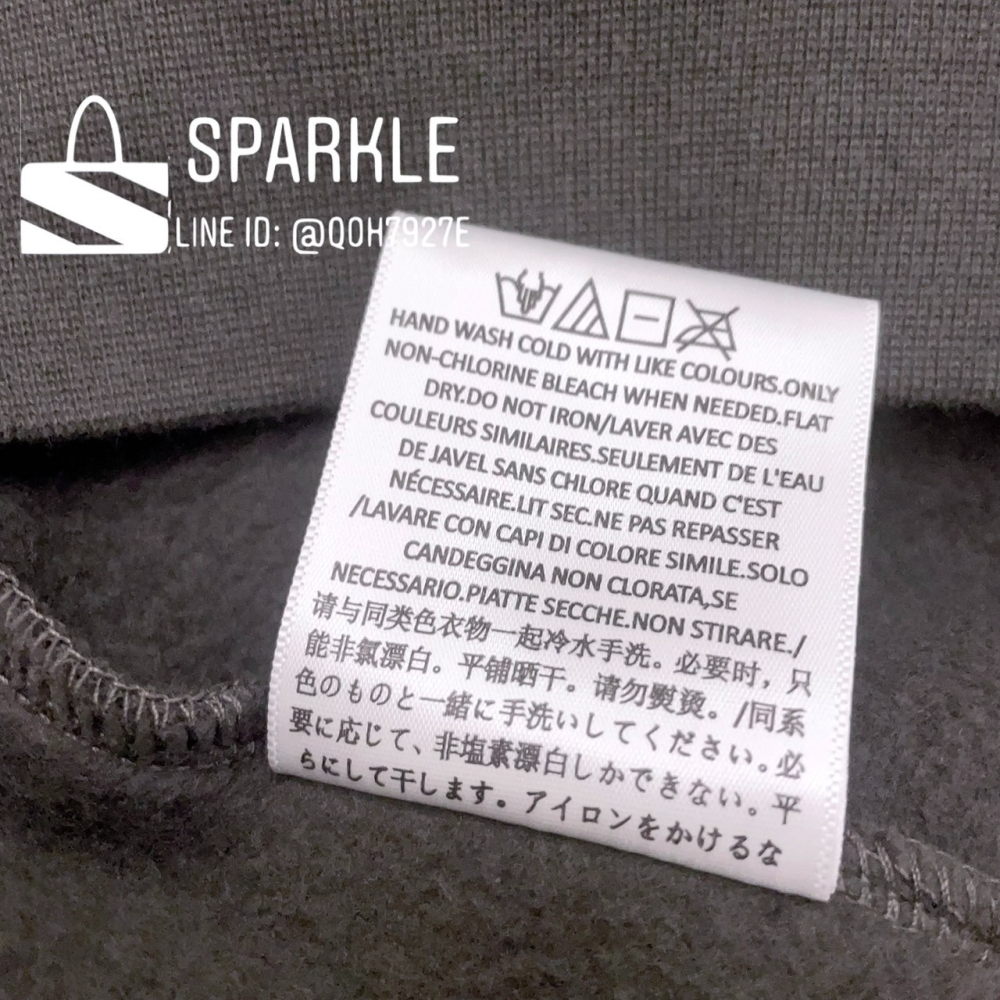 SPARKLE
LINE ID: @QOH7927E
HAND WASH COLD WITH LIKE COLOURS.ONLY
NON-CHLORINE BLEACH WHEN NEEDED.FLAT
DRY.DO NOT IRON/LAVER AVEC DES
COULEURS SIMILAIRES.SEULEMENT DE L'EAU
DE JAVEL SANS CHLORE QUAND C'EST
NÉCESSAIRE.LIT SEC.NE PAS REPASSER
/LAVARE CON CAPI DI COLORE SIMILE.SOLO
CANDEGGINA NON CLORATA,SE
NECESSARIO.PIATTE SECCHE.NON STIRARE./
请与同类色衣物一起冷水手洗。必要时，只
能非氯漂白。平铺晒干。请勿熨烫。/同系
色のものと一緒に手洗いしてください。必
要に応じて、非塩素漂白しかできない。平
らにして干します。アイロンをかけるな